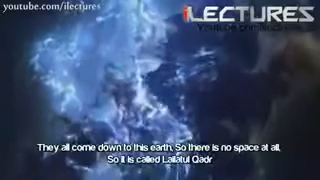 youtube.com/ilectures
iLECTURES
They all come down to this earth. So there is no space at all,
So it is called Lailatul Qadr